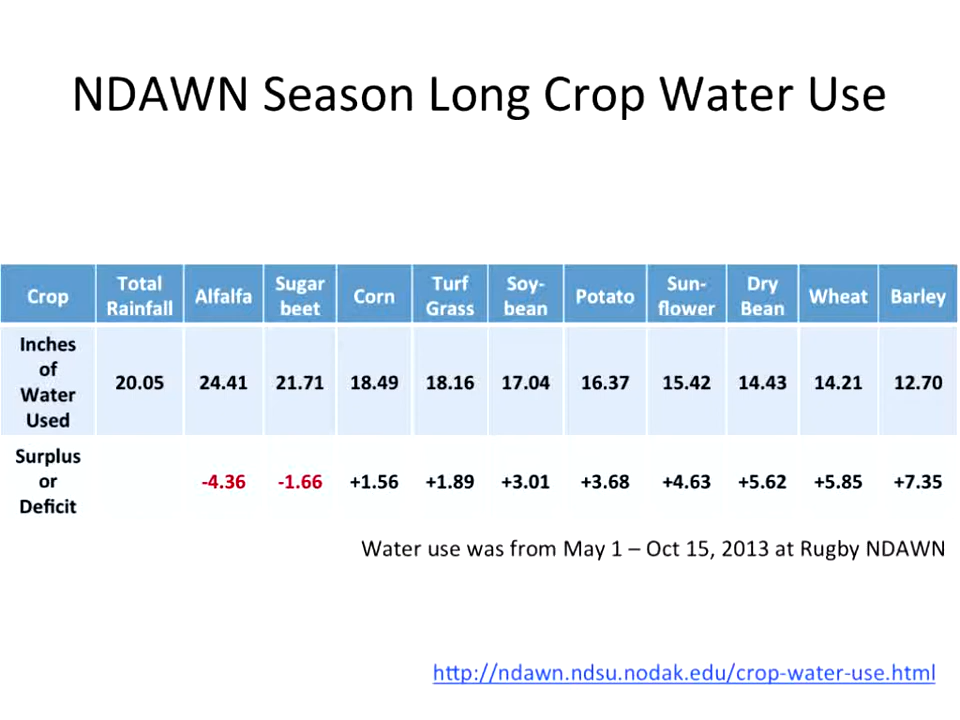 NDAWN Season Long Crop Water Use
Crop Total Rainfall Alfalfa Sugar beet Corn Turf Grass Soy-bean Potato Sun-flower Dry Bean Wheat Barley
Inches of Water Used 20.05 24.41 21.71 18.49 18.16 17.04 16.37 15.42 14.43 14.21 12.70
Surplus or Deficit -4.36 -1.66 +1.56 +1.89 +3.01 +3.68 +4.63 +5.62 +5.85 +7.35
Water use was from May 1 – Oct 15, 2013 at Rugby NDAWN
http://ndawn.ndsu.nodak.edu/crop-water-use.html